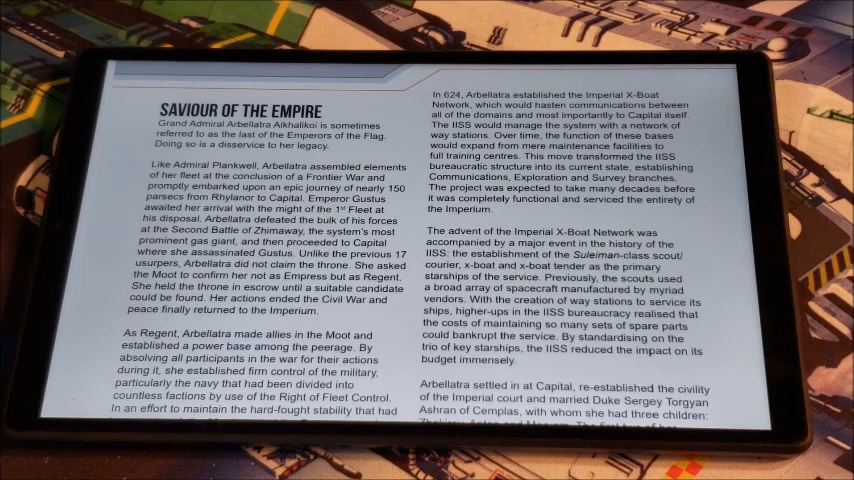 SAVIOUR OF THE EMPIRE
Grand Admiral Arbellatra Alkhalikoi is sometimes
referred to as the last of the Emperors of the Flag.
Doing so is a disservice to her legacy.
Like Admiral Plankwell, Arbellatra assembled elements
of her fleet at the conclusion of a Frontier War and
promptly embarked upon an epic journey of nearly 150
parsecs from Rhylanor to Capital. Emperor Gustus
awaited her arrival with the might of the 1st Fleet at
his disposal. Arbellatra defeated the bulk of his forces
at the Second Battle of Zhimaway, the system's most
prominent gas giant, and then proceeded to Capital
where she assassinated Gustus. Unlike the previous 17
usurpers, Arbellatra did not claim the throne. She asked
the Moot to confirm her not as Empress but as Regent.
She held the throne in escrow until a suitable candidate
could be found. Her actions ended the Civil War and
peace finally returned to the Imperium.
As Regent, Arbellatra made allies in the Moot and
established a power base among the peerage. By
absolving all participants in the war for their actions
during it, she established firm control of the military,
particularly the navy that had been divided into
countless factions by use of the Right of Fleet Control.
In an effort to maintain the hard-fought stability that had
In 624, Arbellatra established the Imperial X-Boat
Network, which would hasten communications between
all of the domains and most importantly to Capital itself.
The IISS would manage the system with a network of
way stations. Over time, the function of these bases
would expand from mere maintenance facilities to
full training centres. This move transformed the IISS
bureaucratic structure into its current state, establishing
Communications, Exploration and Survey branches.
The project was expected to take many decades before
it was completely functional and serviced the entirety of
the Imperium.
The advent of the Imperial X-Boat Network was
accompanied by a major event in the history of the
IISS: the establishment of the Suleiman-class scout/
courier, x-boat and x-boat tender as the primary
starships of the service. Previously, the scouts used
a broad array of spacecraft manufactured by myriad
vendors. With the creation of way stations to service its
ships, higher-ups in the IISS bureaucracy realised that
the costs of maintaining so many sets of spare parts
could bankrupt the service. By standardising on the
trio of key starships, the IISS reduced the impact on its
budget immensely.
Arbellatra settled in at Capital, re-established the civility
of the Imperial court and married Duke Sergey Torgyan
Ashran of Cemplas, with whom she had three children: